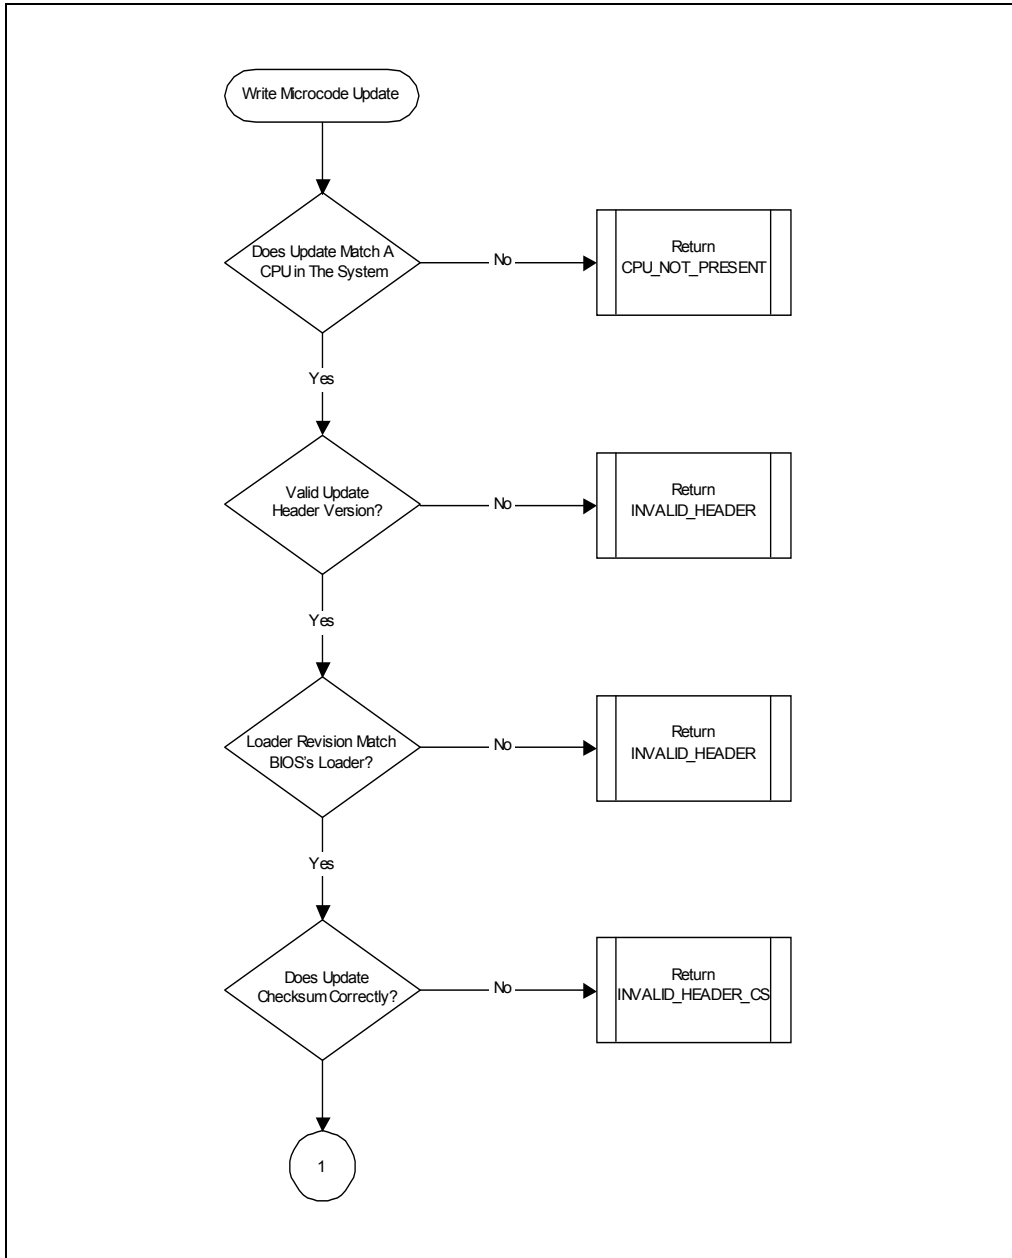 Write Microcode Update
Does Update Match A
CPU in The System
No
Return
CPU_NOT_PRESENT
Yes
Valid Update
Header Version?
No
Return
INVALID_HEADER
Yes
Loader Revision Match
BIOS's Loader?
No
Return
INVALID_HEADER
Yes
Does Update
Checksum Correctly?
No
Return
INVALID_HEADER_CS
1